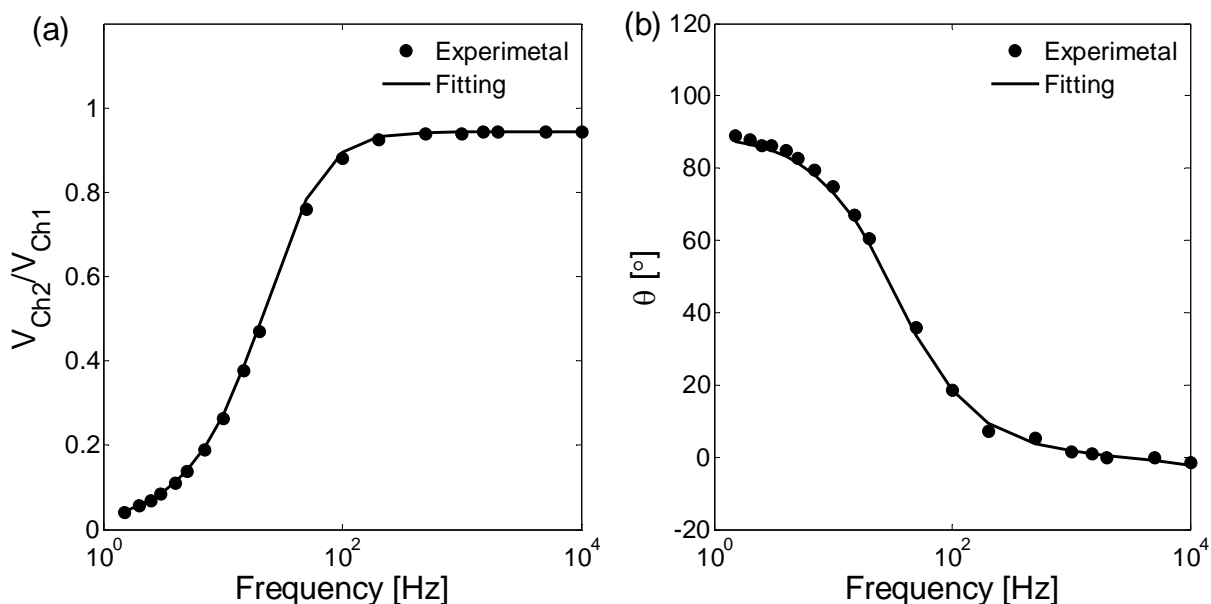 (a)
Experimetal
Fitting
1
0.8
0.6
0.4
0.2
0
10^0
10^2
10^4
Frequency [Hz]
V_Ch2/V_Ch1
(b)
Experimetal
Fitting
120
100
80
60
40
20
0
-20
10^0
10^2
10^4
Frequency [Hz]
θ [°]